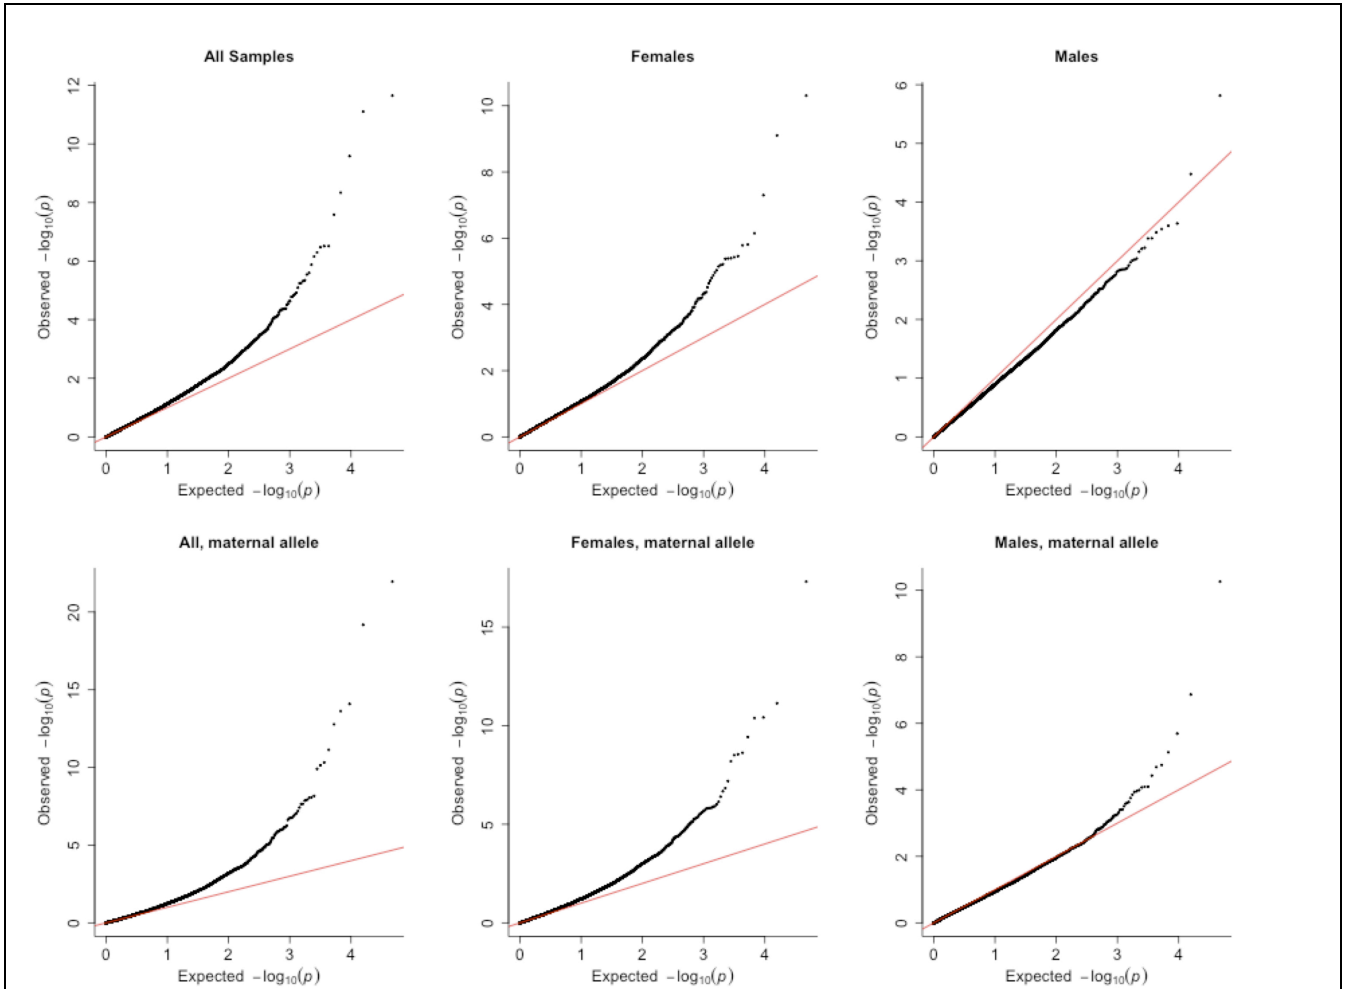 All Samples
Females
Males
12
10
8
6
4
2
0
Observed −log10(p)
0 1 2 3 4
Expected −log10(p)
10
8
6
4
2
0
Observed −log10(p)
0 1 2 3 4
Expected −log10(p)
6
5
4
3
2
1
0
Observed −log10(p)
0 1 2 3 4
Expected −log10(p)
All, maternal allele
Females, maternal allele
Males, maternal allele
20
15
10
5
0
Observed −log10(p)
0 1 2 3 4
Expected −log10(p)
15
10
5
0
Observed −log10(p)
0 1 2 3 4
Expected −log10(p)
10
8
6
4
2
0
Observed −log10(p)
0 1 2 3 4
Expected −log10(p)